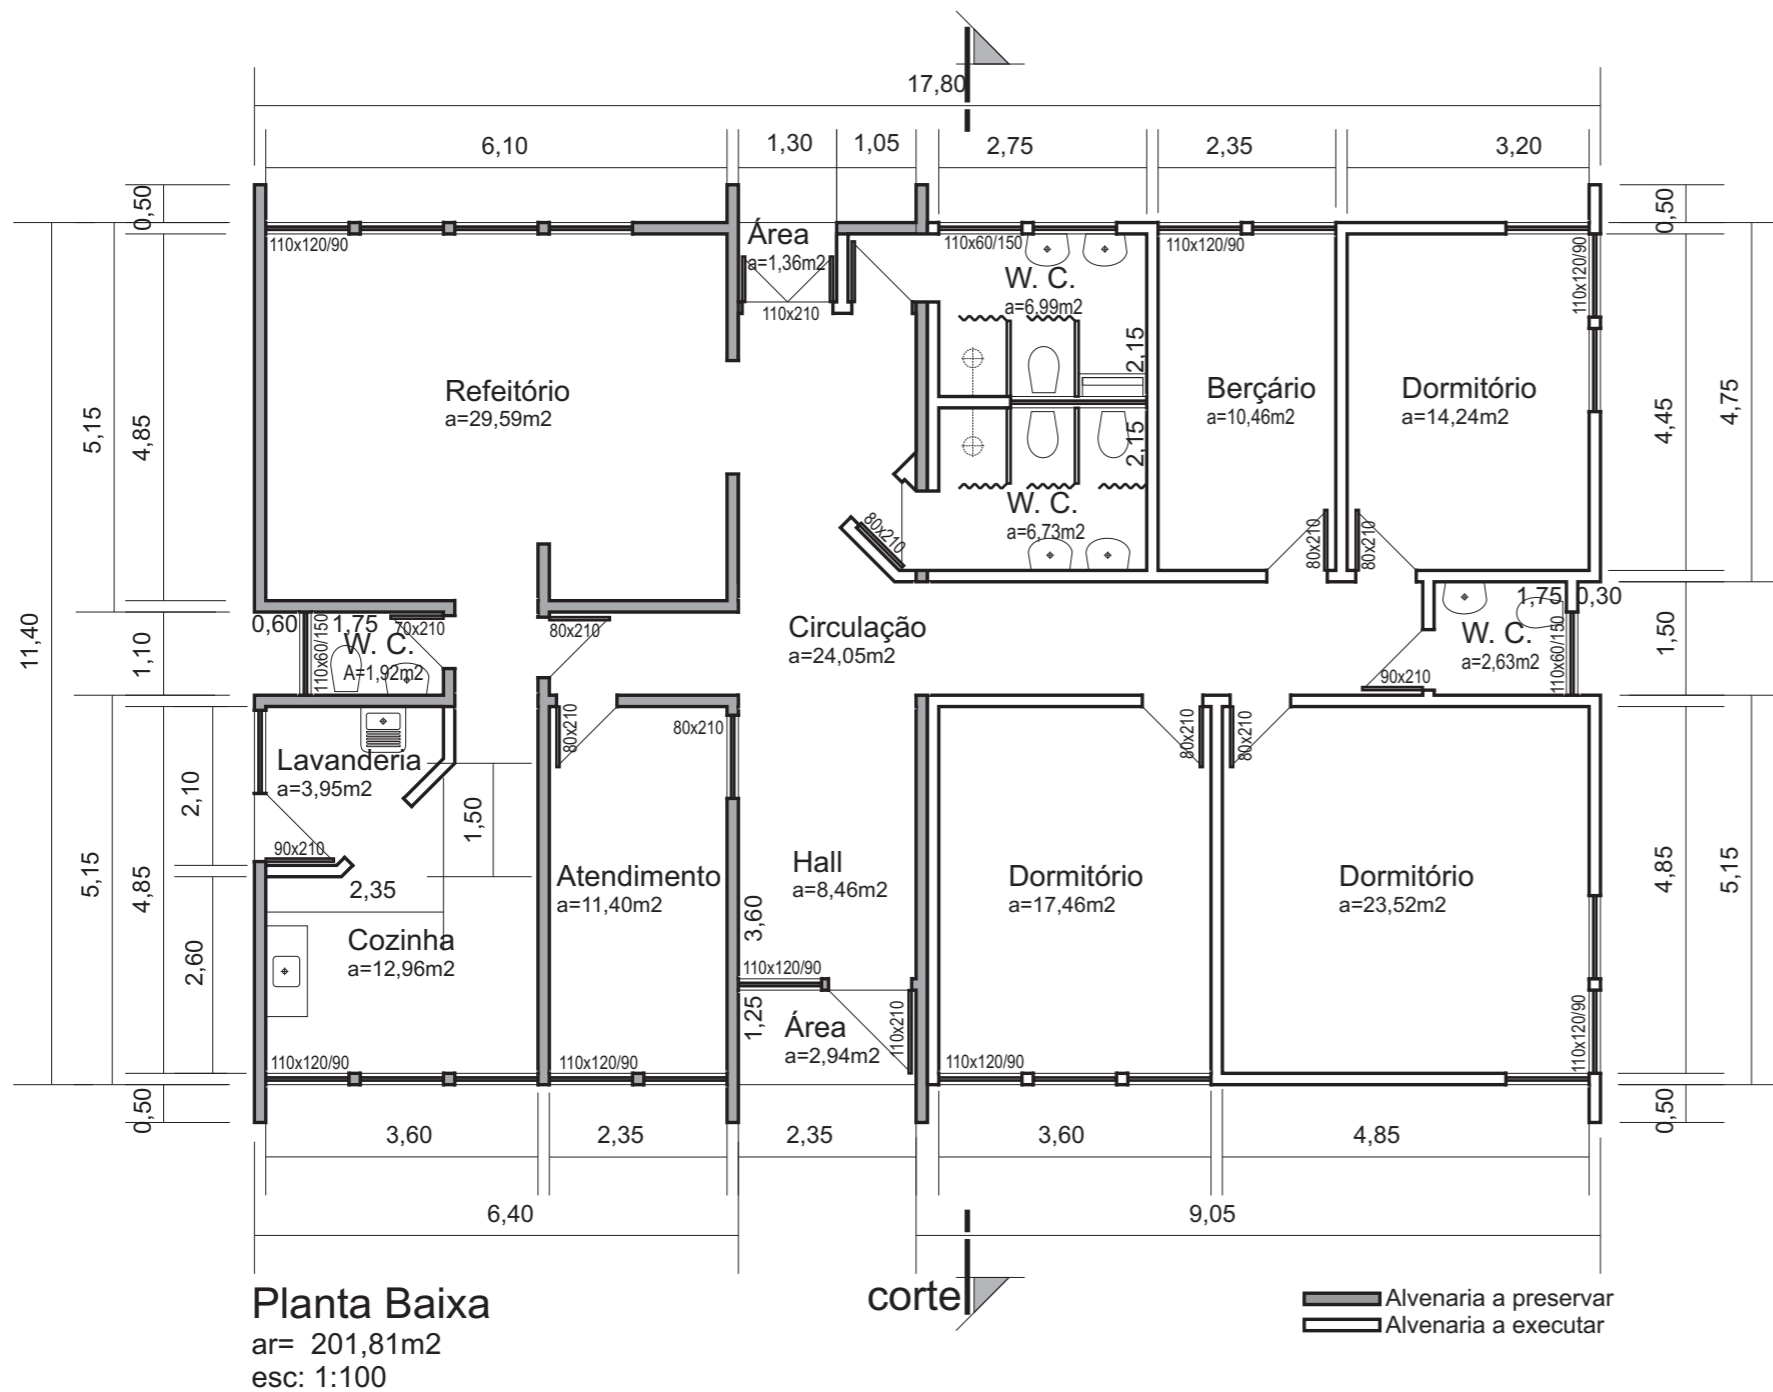 17,80
6,10
1,30
1,05
2,75
2,35
3,20
0,50
0,50
110x120/90
Área
a=1,36m2
110x210
110x60/150
W. C.
a=6,99m2
110x120/90
110x120/90
2,15
Refeitório
a=29,59m2
Berçário
a=10,46m2
Dormitório
a=14,24m2
5,15
4,85
4,45
4,75
2,15
W. C.
a=6,73m2
80x210
80x210
80x210
11,40
1,10
0,60
1,75
70x210
W. C.
A=1,92m2
110x60/150
80x210
Circulação
a=24,05m2
1,75
0,30
W. C.
a=2,63m2
110x60/150
90x210
1,50
80x210
80x210
80x210
80x210
Lavanderia
a=3,95m2
2,10
1,50
90x210
2,35
5,15
4,85
2,60
Atendimento
a=11,40m2
Hall
a=8,46m2
3,60
Dormitório
a=17,46m2
Dormitório
a=23,52m2
4,85
5,15
Cozinha
a=12,96m2
110x120/90
1,25
Área
a=2,94m2
110x210
110x120/90
110x120/90
110x120/90
110x120/90
0,50
0,50
3,60
2,35
2,35
3,60
4,85
6,40
9,05
Planta Baixa
ar= 201,81m2
esc: 1:100
corte
Alvenaria a preservar
Alvenaria a executar